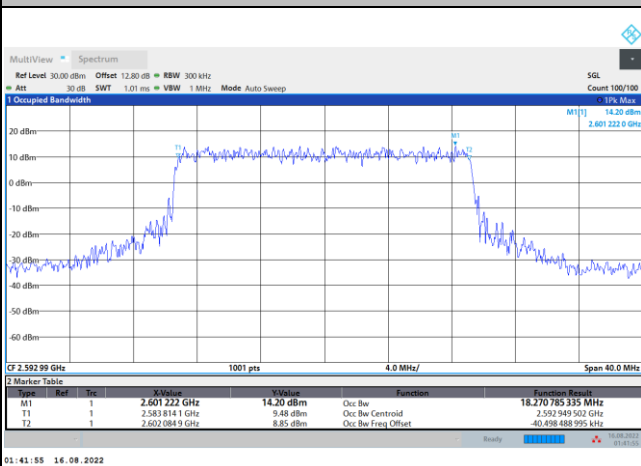 MultiView Spectrum
Ref Level 30.00 dBm Offset 12.80 dB RBW 300 kHz SGL
Att 30 dB SWT 1.01 ms VBW 1 MHz Mode Auto Sweep Count 100/100
1 Occupied Bandwidth 1Pk Max
M1[1] 14.20 dBm
2.601 222 0 GHz
M1
T1 T2
20 dBm
10 dBm
0 dBm
-10 dBm
-20 dBm
-30 dBm
-40 dBm
-50 dBm
-60 dBm
CF 2.592 99 GHz 1001 pts 4.0 MHz/ Span 40.0 MHz
2 Marker Table
Type Ref Trc X-Value Y-Value Function Function Result
M1 1 2.601 222 GHz 14.20 dBm Occ Bw 18.270 785 335 MHz
T1 1 2.583 814 1 GHz 9.48 dBm Occ Bw Centroid 2.592 949 502 GHz
T2 1 2.602 084 9 GHz 8.85 dBm Occ Bw Freq Offset -40.498 488 995 kHz
Ready 16.08.2022
01:41:55
01:41:55 16.08.2022